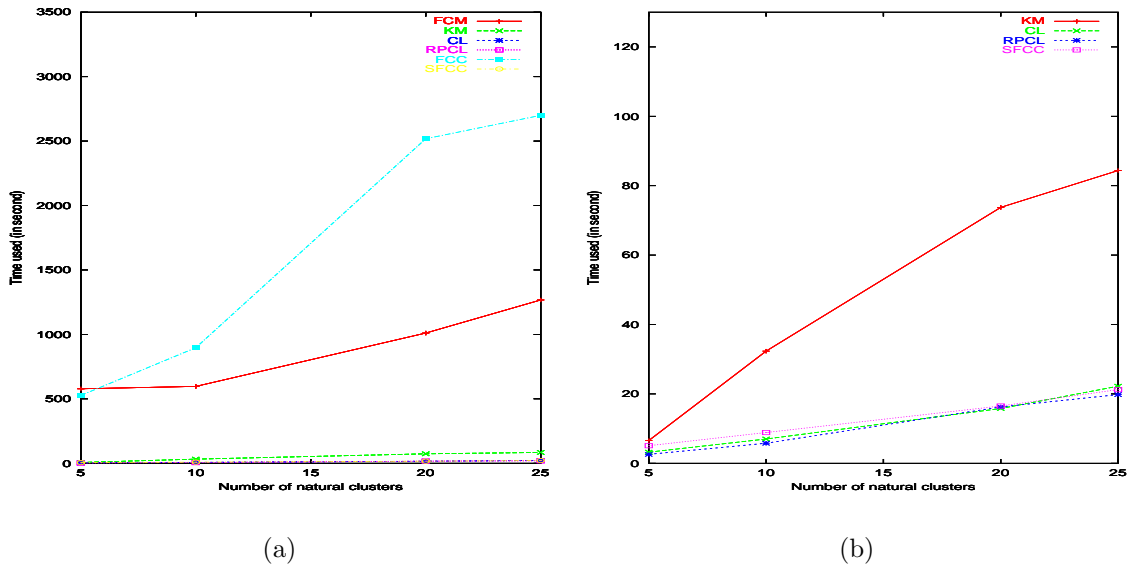 3500
3000
2500
2000
1500
1000
500
0
5
10
15
20
25
Time used (in second)
Number of natural clusters
FCM
KM
CL
RPCL
FCC
SFCC
(a)
120
100
80
60
40
20
0
5
10
15
20
25
Time used (in second)
Number of natural clusters
KM
CL
RPCL
SFCC
(b)